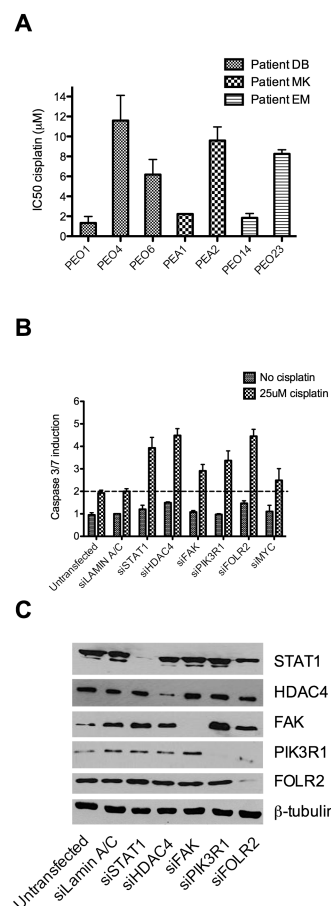 A
Patient DB
Patient MK
Patient EM
IC50 cisplatin (μM)
14
12
10
8
6
4
2
0
PEO1
PEO4
PEO6
PEA1
PEA2
PEO14
PEO23
B
No cisplatin
25uM cisplatin
Caspase 3/7 induction
6
5
4
3
2
1
0
Untransfected
siLAMIN A/C
siSTAT1
siHDAC4
siFAK
siPIK3R1
siFOLR2
siMYC
C
STAT1
HDAC4
FAK
PIK3R1
FOLR2
β-tubulin
Untransfected
siLamin A/C
siSTAT1
siHDAC4
siFAK
siPIK3R1
siFOLR2